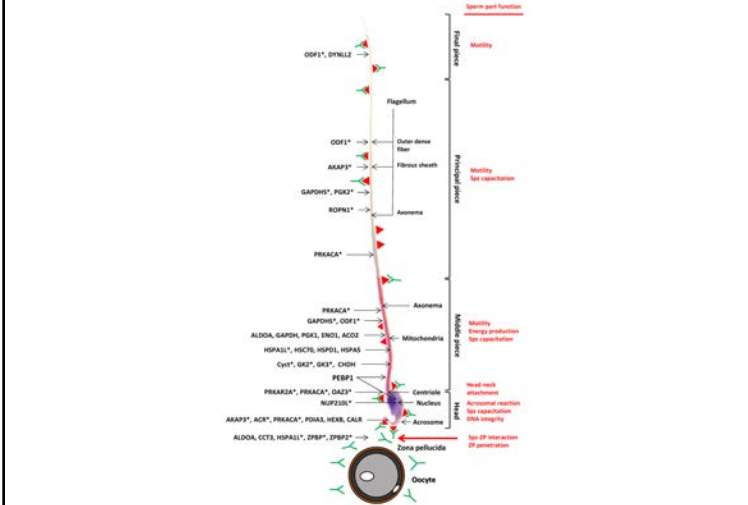 Sperm part function
Final piece
Motility
ODF1*, DYNLL2
Flagellum
ODF1*
Outer dense
fiber
AKAP3*
Fibrous sheath
Principal piece
Motility
Spz capacitation
GAPDHS*, PGK2*
ROPN1*
Axonema
PRKACA*
Axonema
PRKACA*
GAPDHS*, ODF1*
Middle piece
Motility
Energy production
Spz capacitation
ALDOA, GAPDH, PGK1, ENO1, ACO2
Mitochondria
HSPA1L*, HSC70, HSPD1, HSPA5
Cyct*, GK2*, GK3*, CHDH
PEBP1
Head neck
attachment
PRKAR2A*, PRKACA*, OAZ3*
Centriole
NUP210L*
Nucleus
Head
Acrosomal reaction
Spz capacitation
DNA integrity
AKAP3*, ACR*, PRKACA*, PDIA3, HEXB, CALR
Acrosome
ALDOA, CCT3, HSPA1L*, ZPBP*, ZPBP2*
Spz-ZP interaction
ZP penetration
Zona pellucida
Oocyte